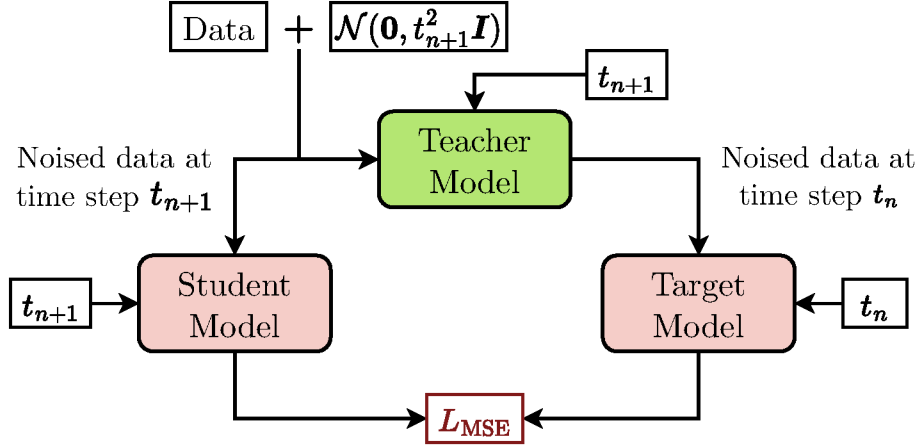 Data + 𝒩(𝟎, t²ₙ₊₁𝑰)
tₙ₊₁
Teacher
Model
Noised data at
time step tₙ₊₁
Noised data at
time step tₙ
Student
Model
Target
Model
tₙ₊₁
tₙ
L_MSE